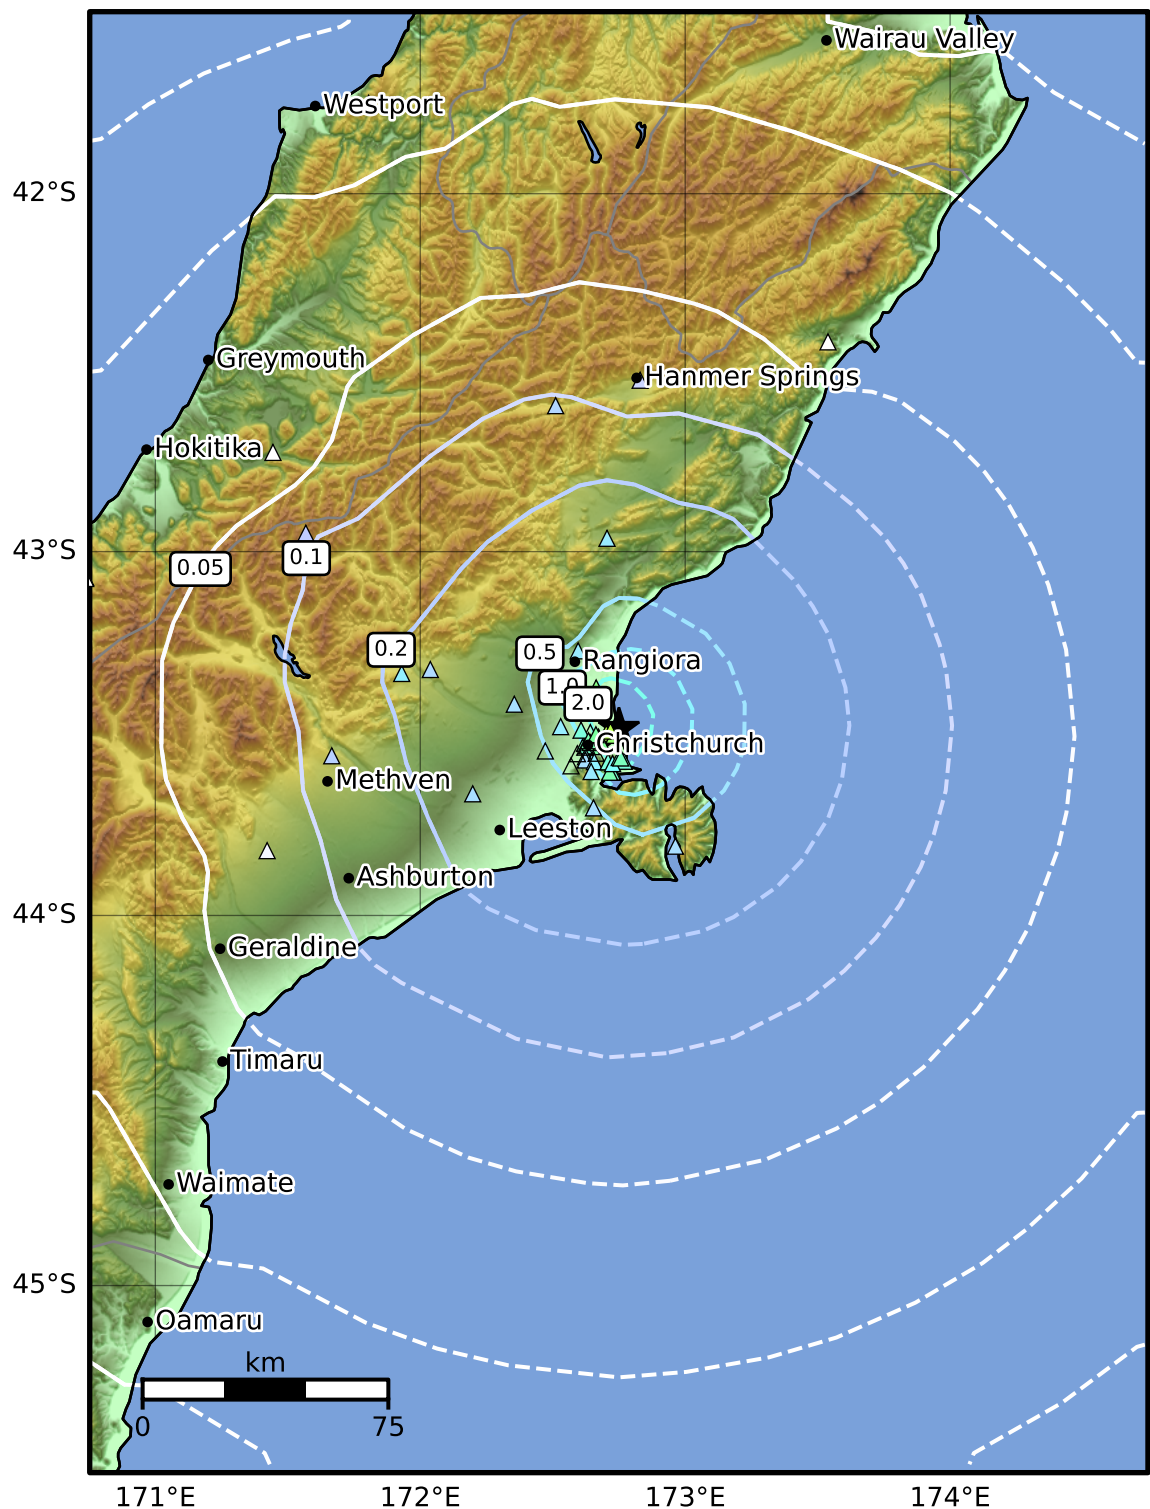 Wairau Valley
Westport
42°S
Greymouth
Hanmer Springs
Hokitika
43°S
0.05
0.1
0.2
0.5
Rangiora
1.0
2.0
Christchurch
Methven
Leeston
Ashburton
44°S
Geraldine
Timaru
Waimate
45°S
Oamaru
km
0 75
171°E 172°E 173°E 174°E